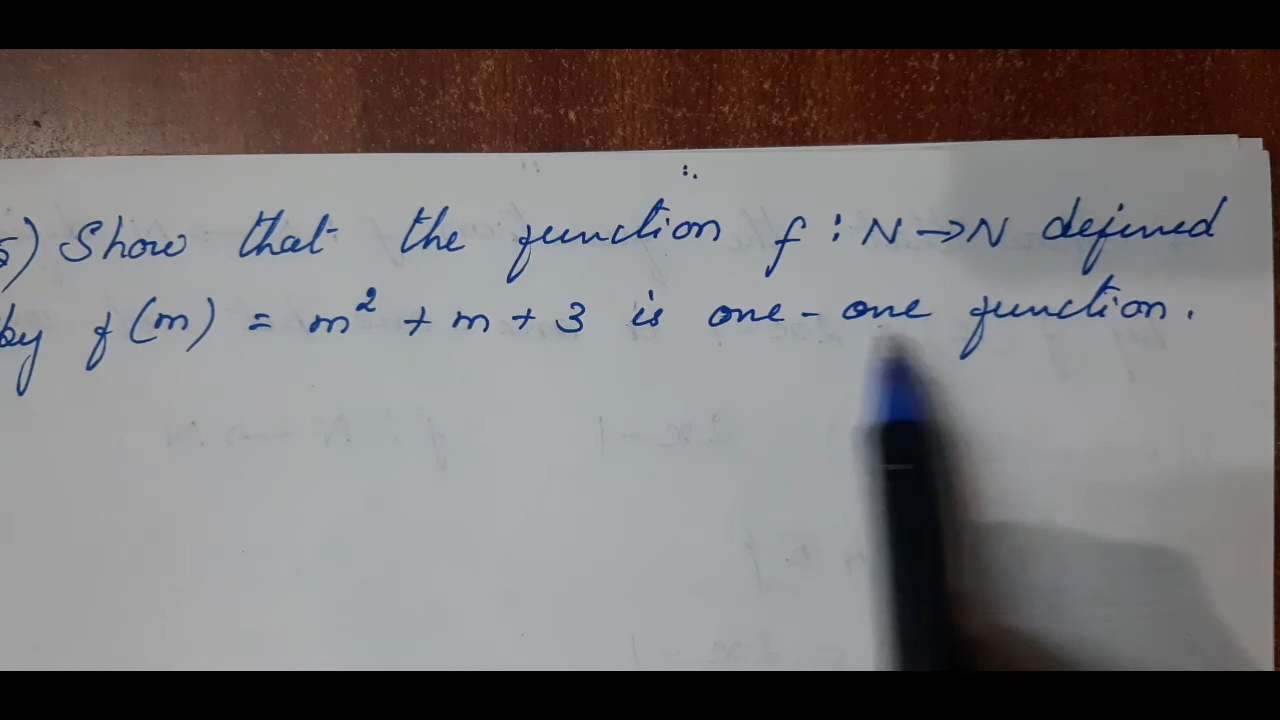 5) Show that the function f : N → N defined
by f(m) = m² + m + 3 is one-one function.